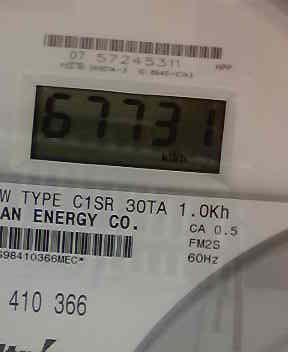 07 57245311
67731
kWh
W TYPE C1SR 30TA 1.0Kh
AN ENERGY CO.
CA 0.5
FM2S
60Hz
98410366MEC*
410 366